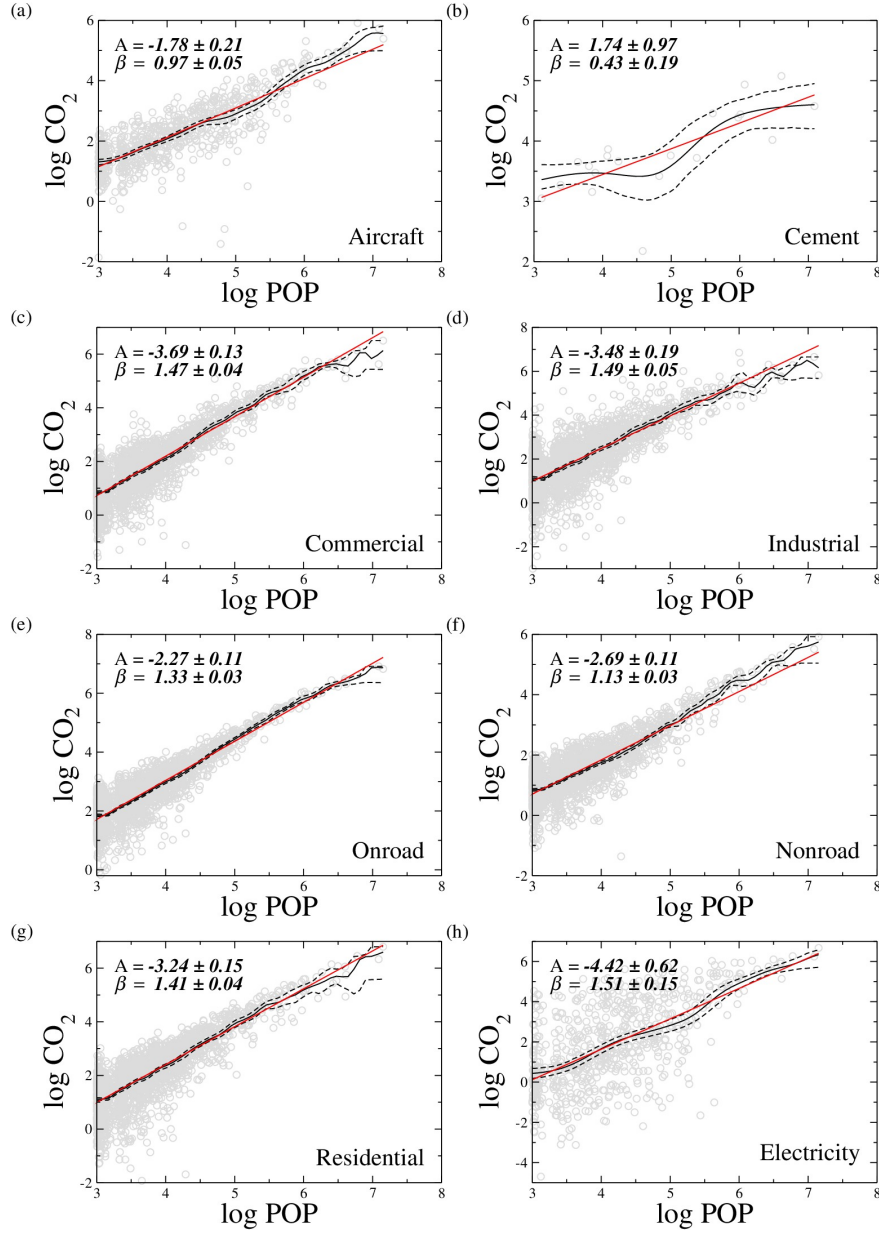 (a)
A = -1.78 ± 0.21
β = 0.97 ± 0.05
log CO2
6
4
2
0
2
Aircraft
3 4 5 6 7 8
log POP
(b)
A = 1.74 ± 0.97
β = 0.43 ± 0.19
log CO2
6
5
4
3
2
Cement
3 4 5 6 7 8
log POP
(c)
A = -3.69 ± 0.13
β = 1.47 ± 0.04
log CO2
6
4
2
0
-2
Commercial
3 4 5 6 7 8
log POP
(d)
A = -3.48 ± 0.19
β = 1.49 ± 0.05
log CO2
8
6
4
2
0
-2
Industrial
3 4 5 6 7 8
log POP
(e)
A = -2.27 ± 0.11
β = 1.33 ± 0.03
log CO2
8
6
4
2
0
Onroad
3 4 5 6 7 8
log POP
(f)
A = -2.69 ± 0.11
β = 1.13 ± 0.03
log CO2
6
4
2
0
-2
Nonroad
3 4 5 6 7 8
log POP
(g)
A = -3.24 ± 0.15
β = 1.41 ± 0.04
log CO2
6
4
2
0
-2
Residential
3 4 5 6 7 8
log POP
(h)
A = -4.42 ± 0.62
β = 1.51 ± 0.15
log CO2
6
4
2
0
-2
-4
Electricity
3 4 5 6 7 8
log POP